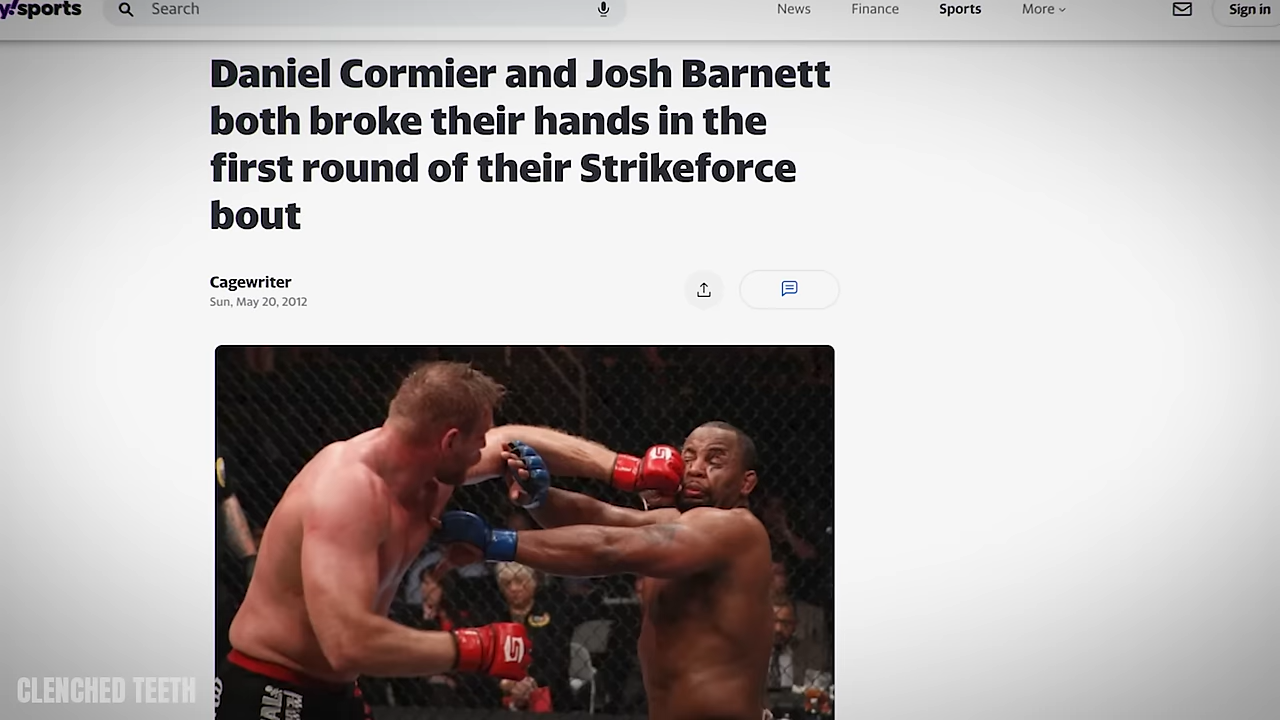 y!sports
Search
News
Finance
Sports
More
Sign in
Daniel Cormier and Josh Barnett
both broke their hands in the
first round of their Strikeforce
bout
Cagewriter
Sun, May 20, 2012
CLENCHED TEETH